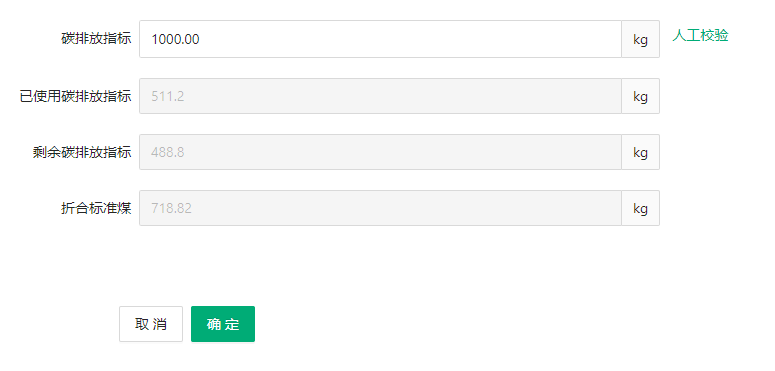 碳排放指标 1000.00 kg 人工校验
已使用碳排放指标 511.2 kg
剩余碳排放指标 488.8 kg
折合标准煤 718.82 kg
取 消 确 定